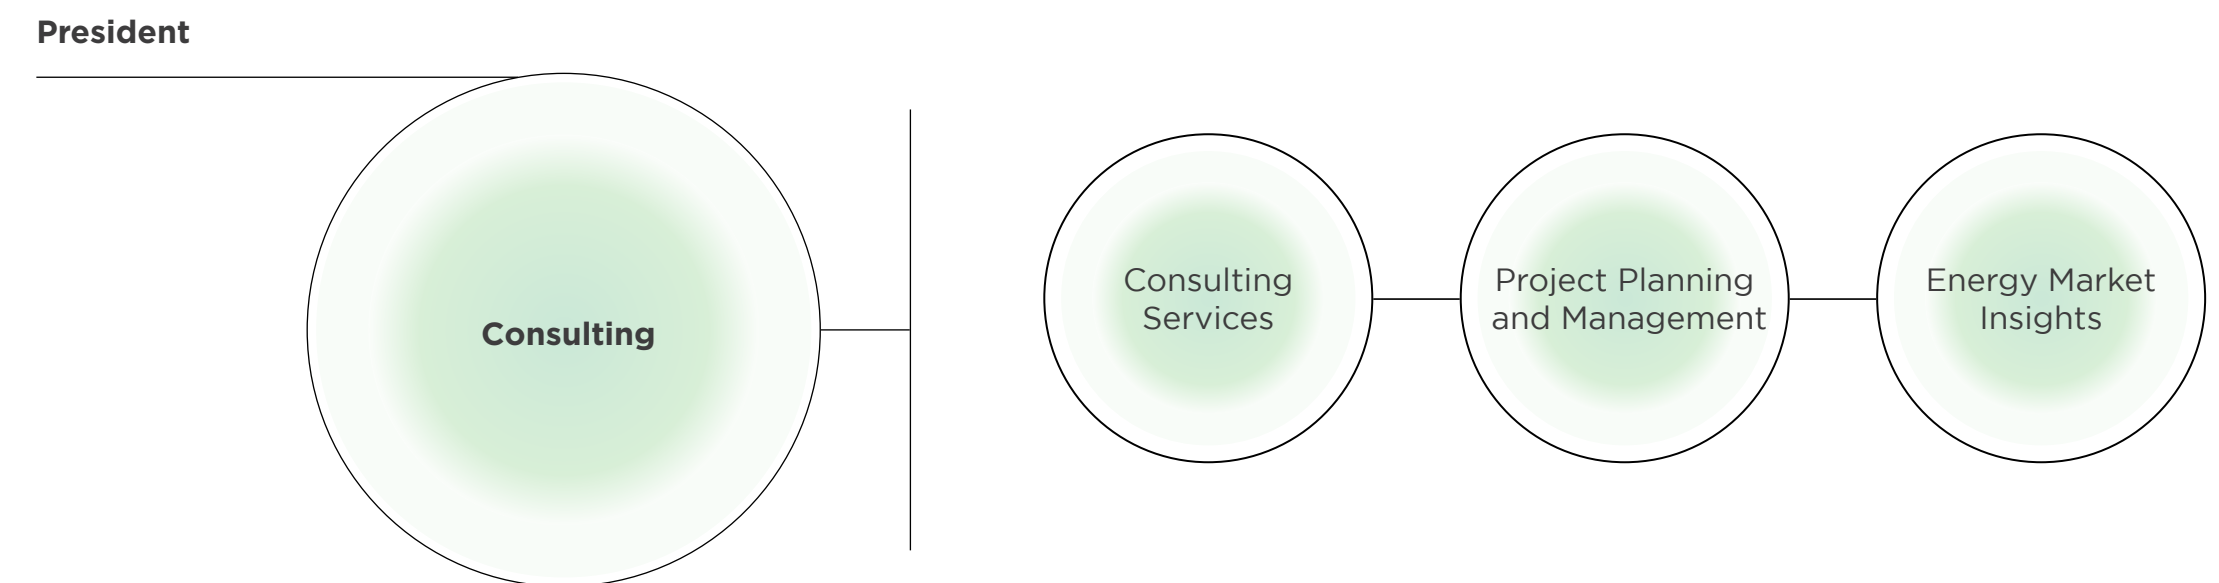 President
Consulting
Consulting
Services
Project Planning
and Management
Energy Market
Insights